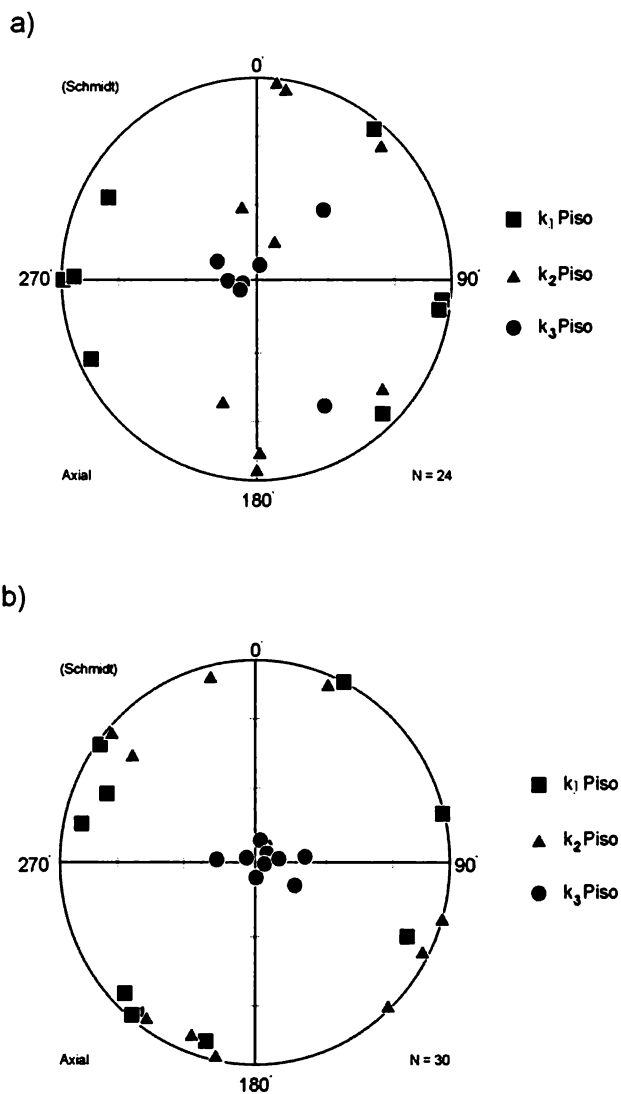 a)
0°
(Schmidt)
270°
90°
k1 Piso
k2 Piso
k3 Piso
Axial
N = 24
180°
b)
0°
(Schmidt)
270°
90°
k1 Piso
k2 Piso
k3 Piso
Axial
N = 30
180°